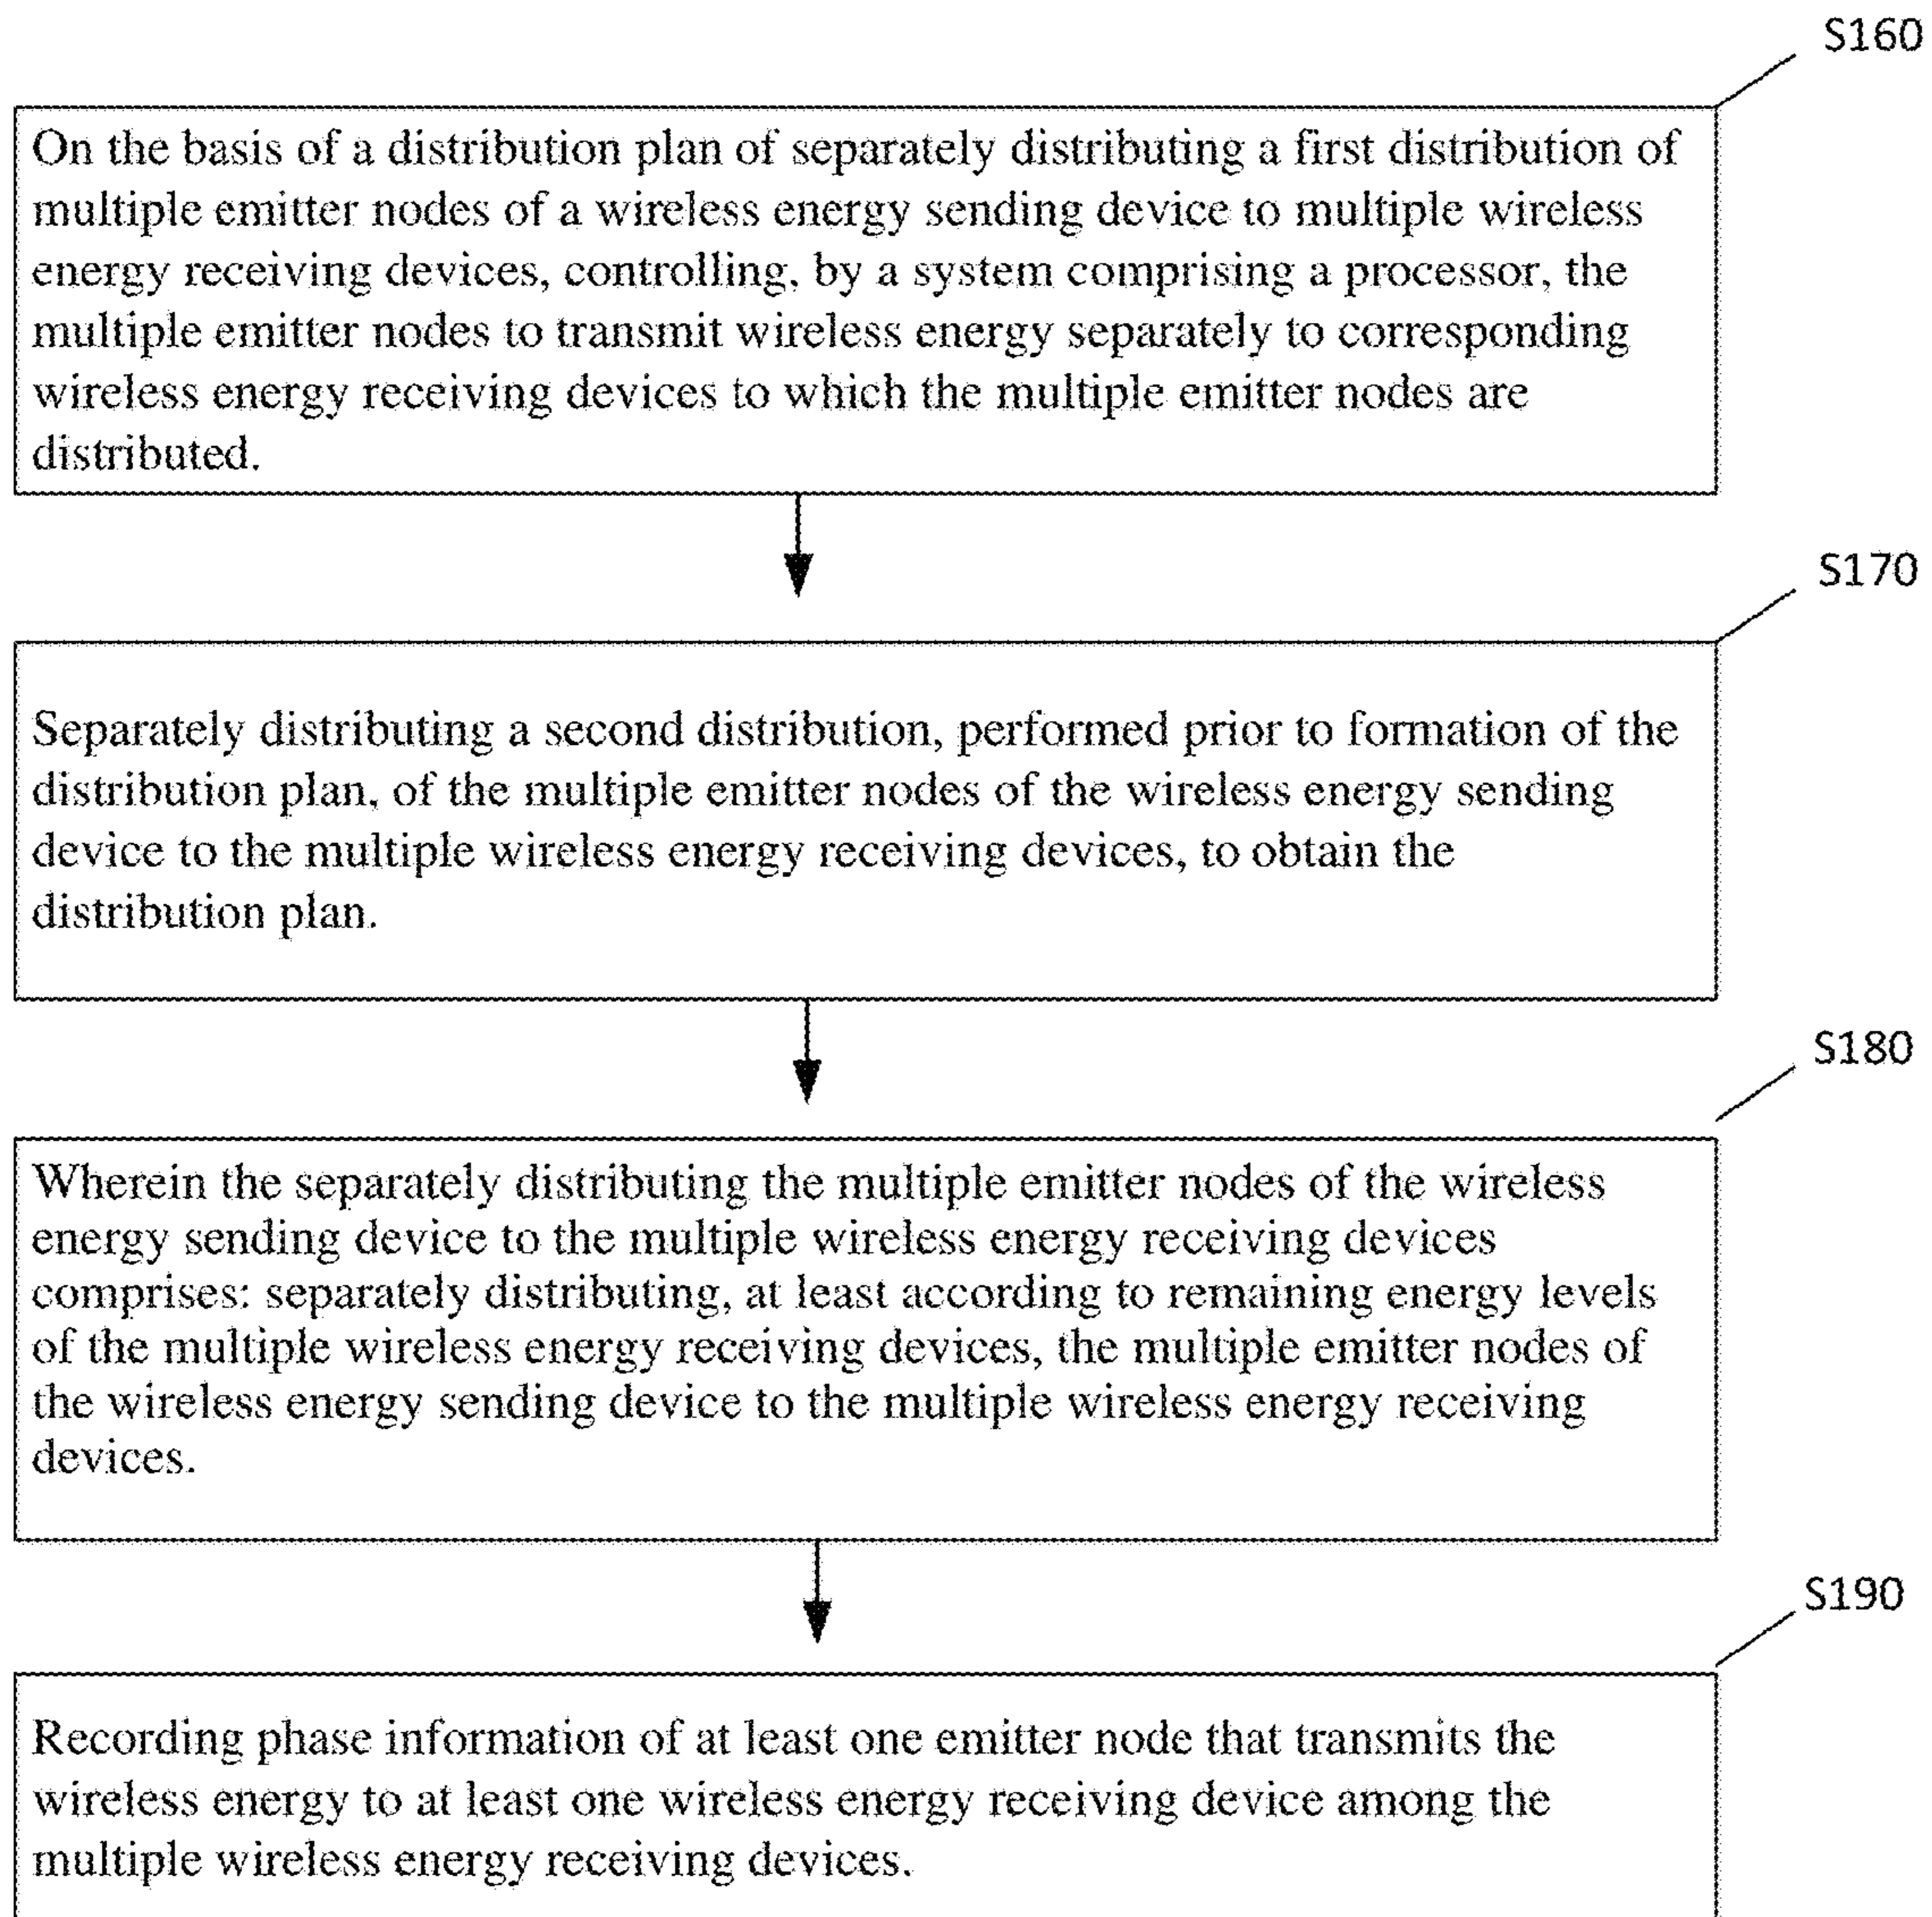 S160
On the basis of a distribution plan of separately distributing a first distribution of
multiple emitter nodes of a wireless energy sending device to multiple wireless
energy receiving devices, controlling, by a system comprising a processor, the
multiple emitter nodes to transmit wireless energy separately to corresponding
wireless energy receiving devices to which the multiple emitter nodes are
distributed.
S170
Separately distributing a second distribution, performed prior to formation of the
distribution plan, of the multiple emitter nodes of the wireless energy sending
device to the multiple wireless energy receiving devices, to obtain the
distribution plan.
S180
Wherein the separately distributing the multiple emitter nodes of the wireless
energy sending device to the multiple wireless energy receiving devices
comprises: separately distributing, at least according to remaining energy levels
of the multiple wireless energy receiving devices, the multiple emitter nodes of
the wireless energy sending device to the multiple wireless energy receiving
devices.
S190
Recording phase information of at least one emitter node that transmits the
wireless energy to at least one wireless energy receiving device among the
multiple wireless energy receiving devices.